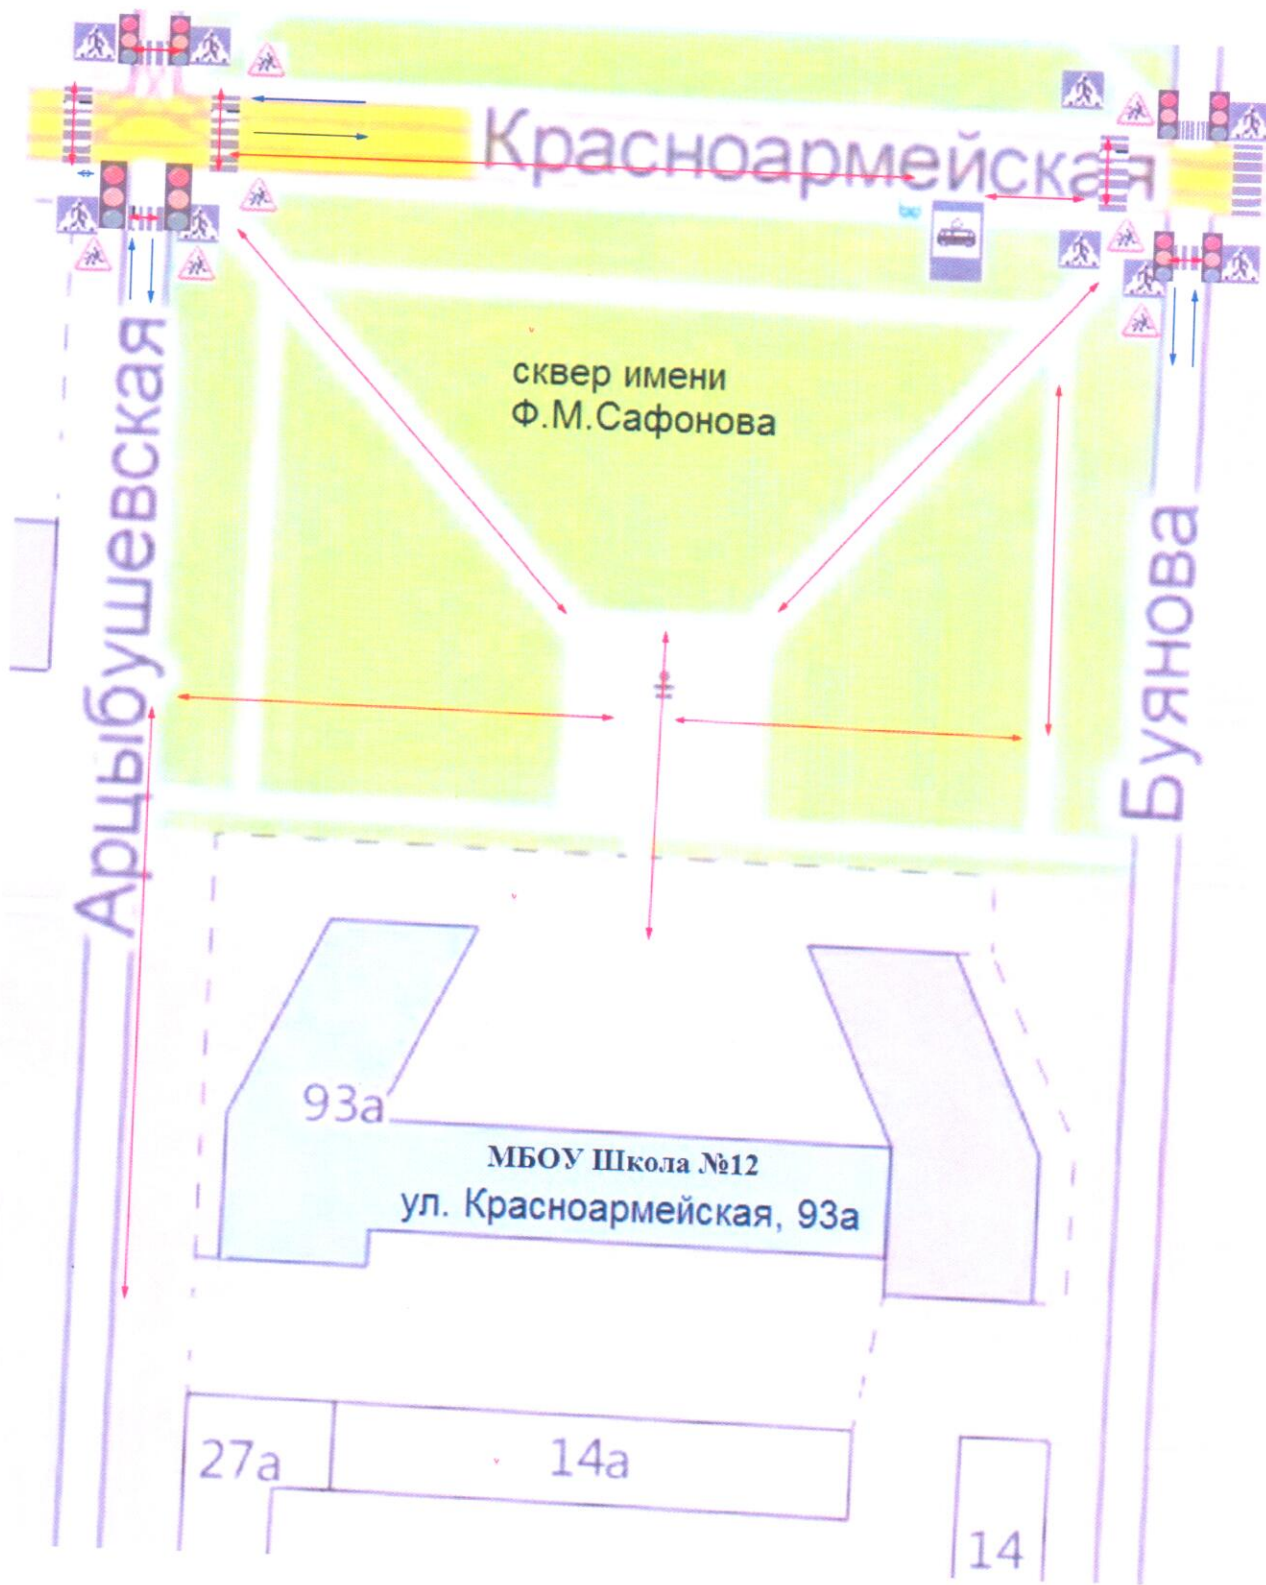 Красноармейская
сквер имени
Ф.М.Сафонова
Арцыбушевская
Буянова
93а
МБОУ Школа №12
ул. Красноармейская, 93а
27а
14а
14